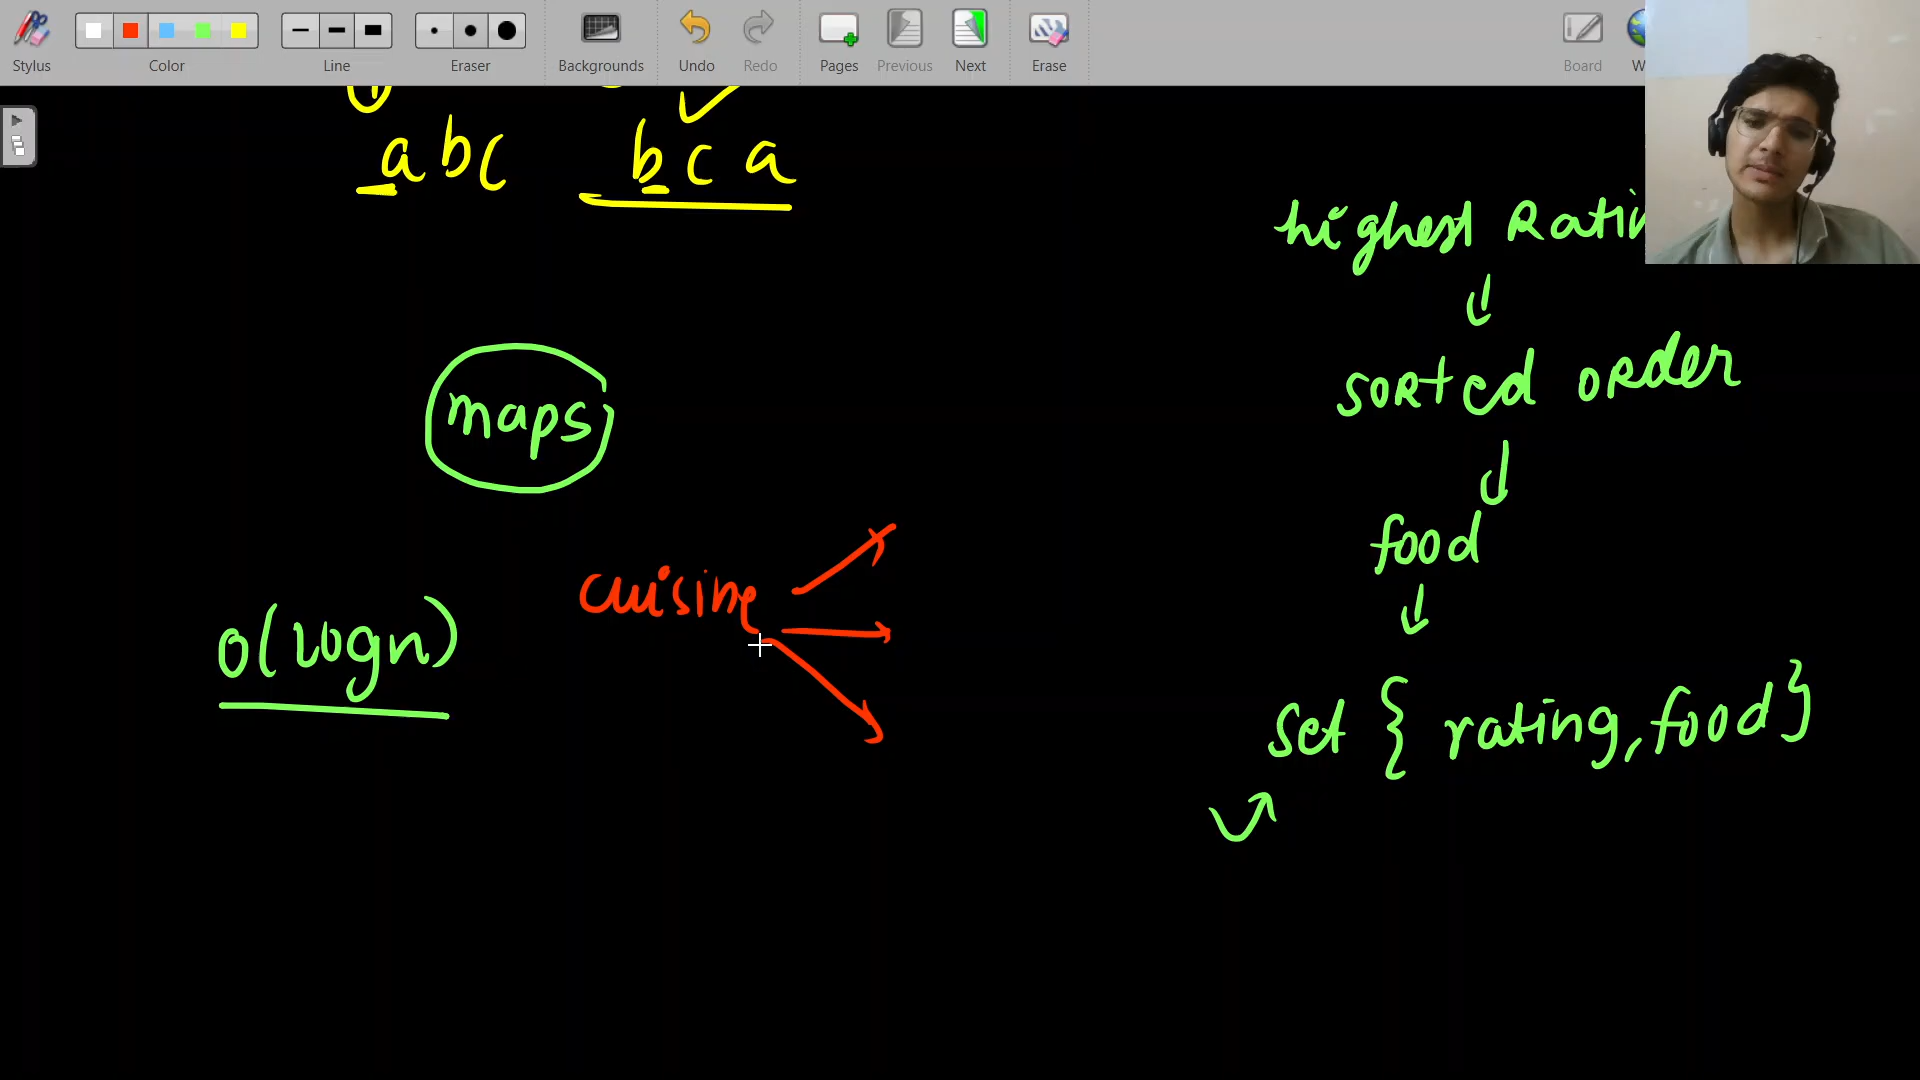 Stylus
Color
Line
Eraser
Backgrounds
Undo
Redo
Pages
Previous
Next
Erase
Board
W
abc bca
highest Ratin
sorted order
maps
food
cuisine
O(logn)
set { rating, food}